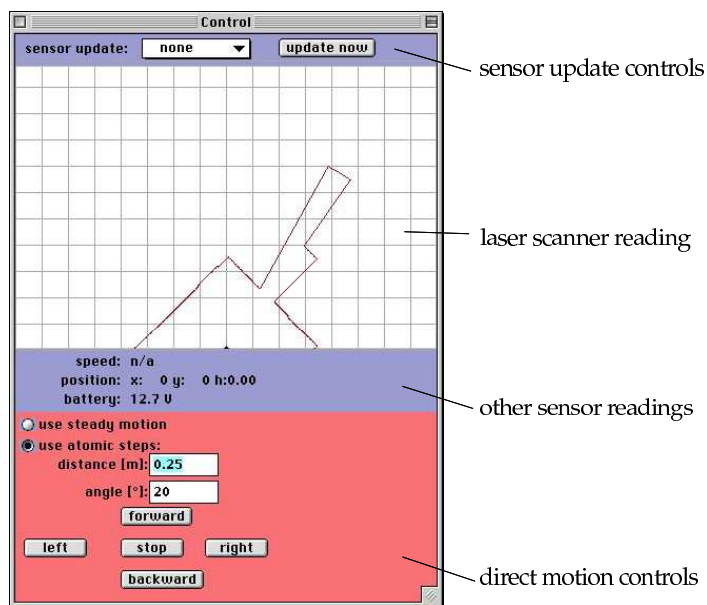 Control
sensor update: none update now
sensor update controls
laser scanner reading
speed: n/a
position: x: 0 y: 0 h:0.00
battery: 12.7 V
other sensor readings
use steady motion
use atomic steps:
distance [m]: 0.25
angle [°]: 20
forward
left stop right
backward
direct motion controls